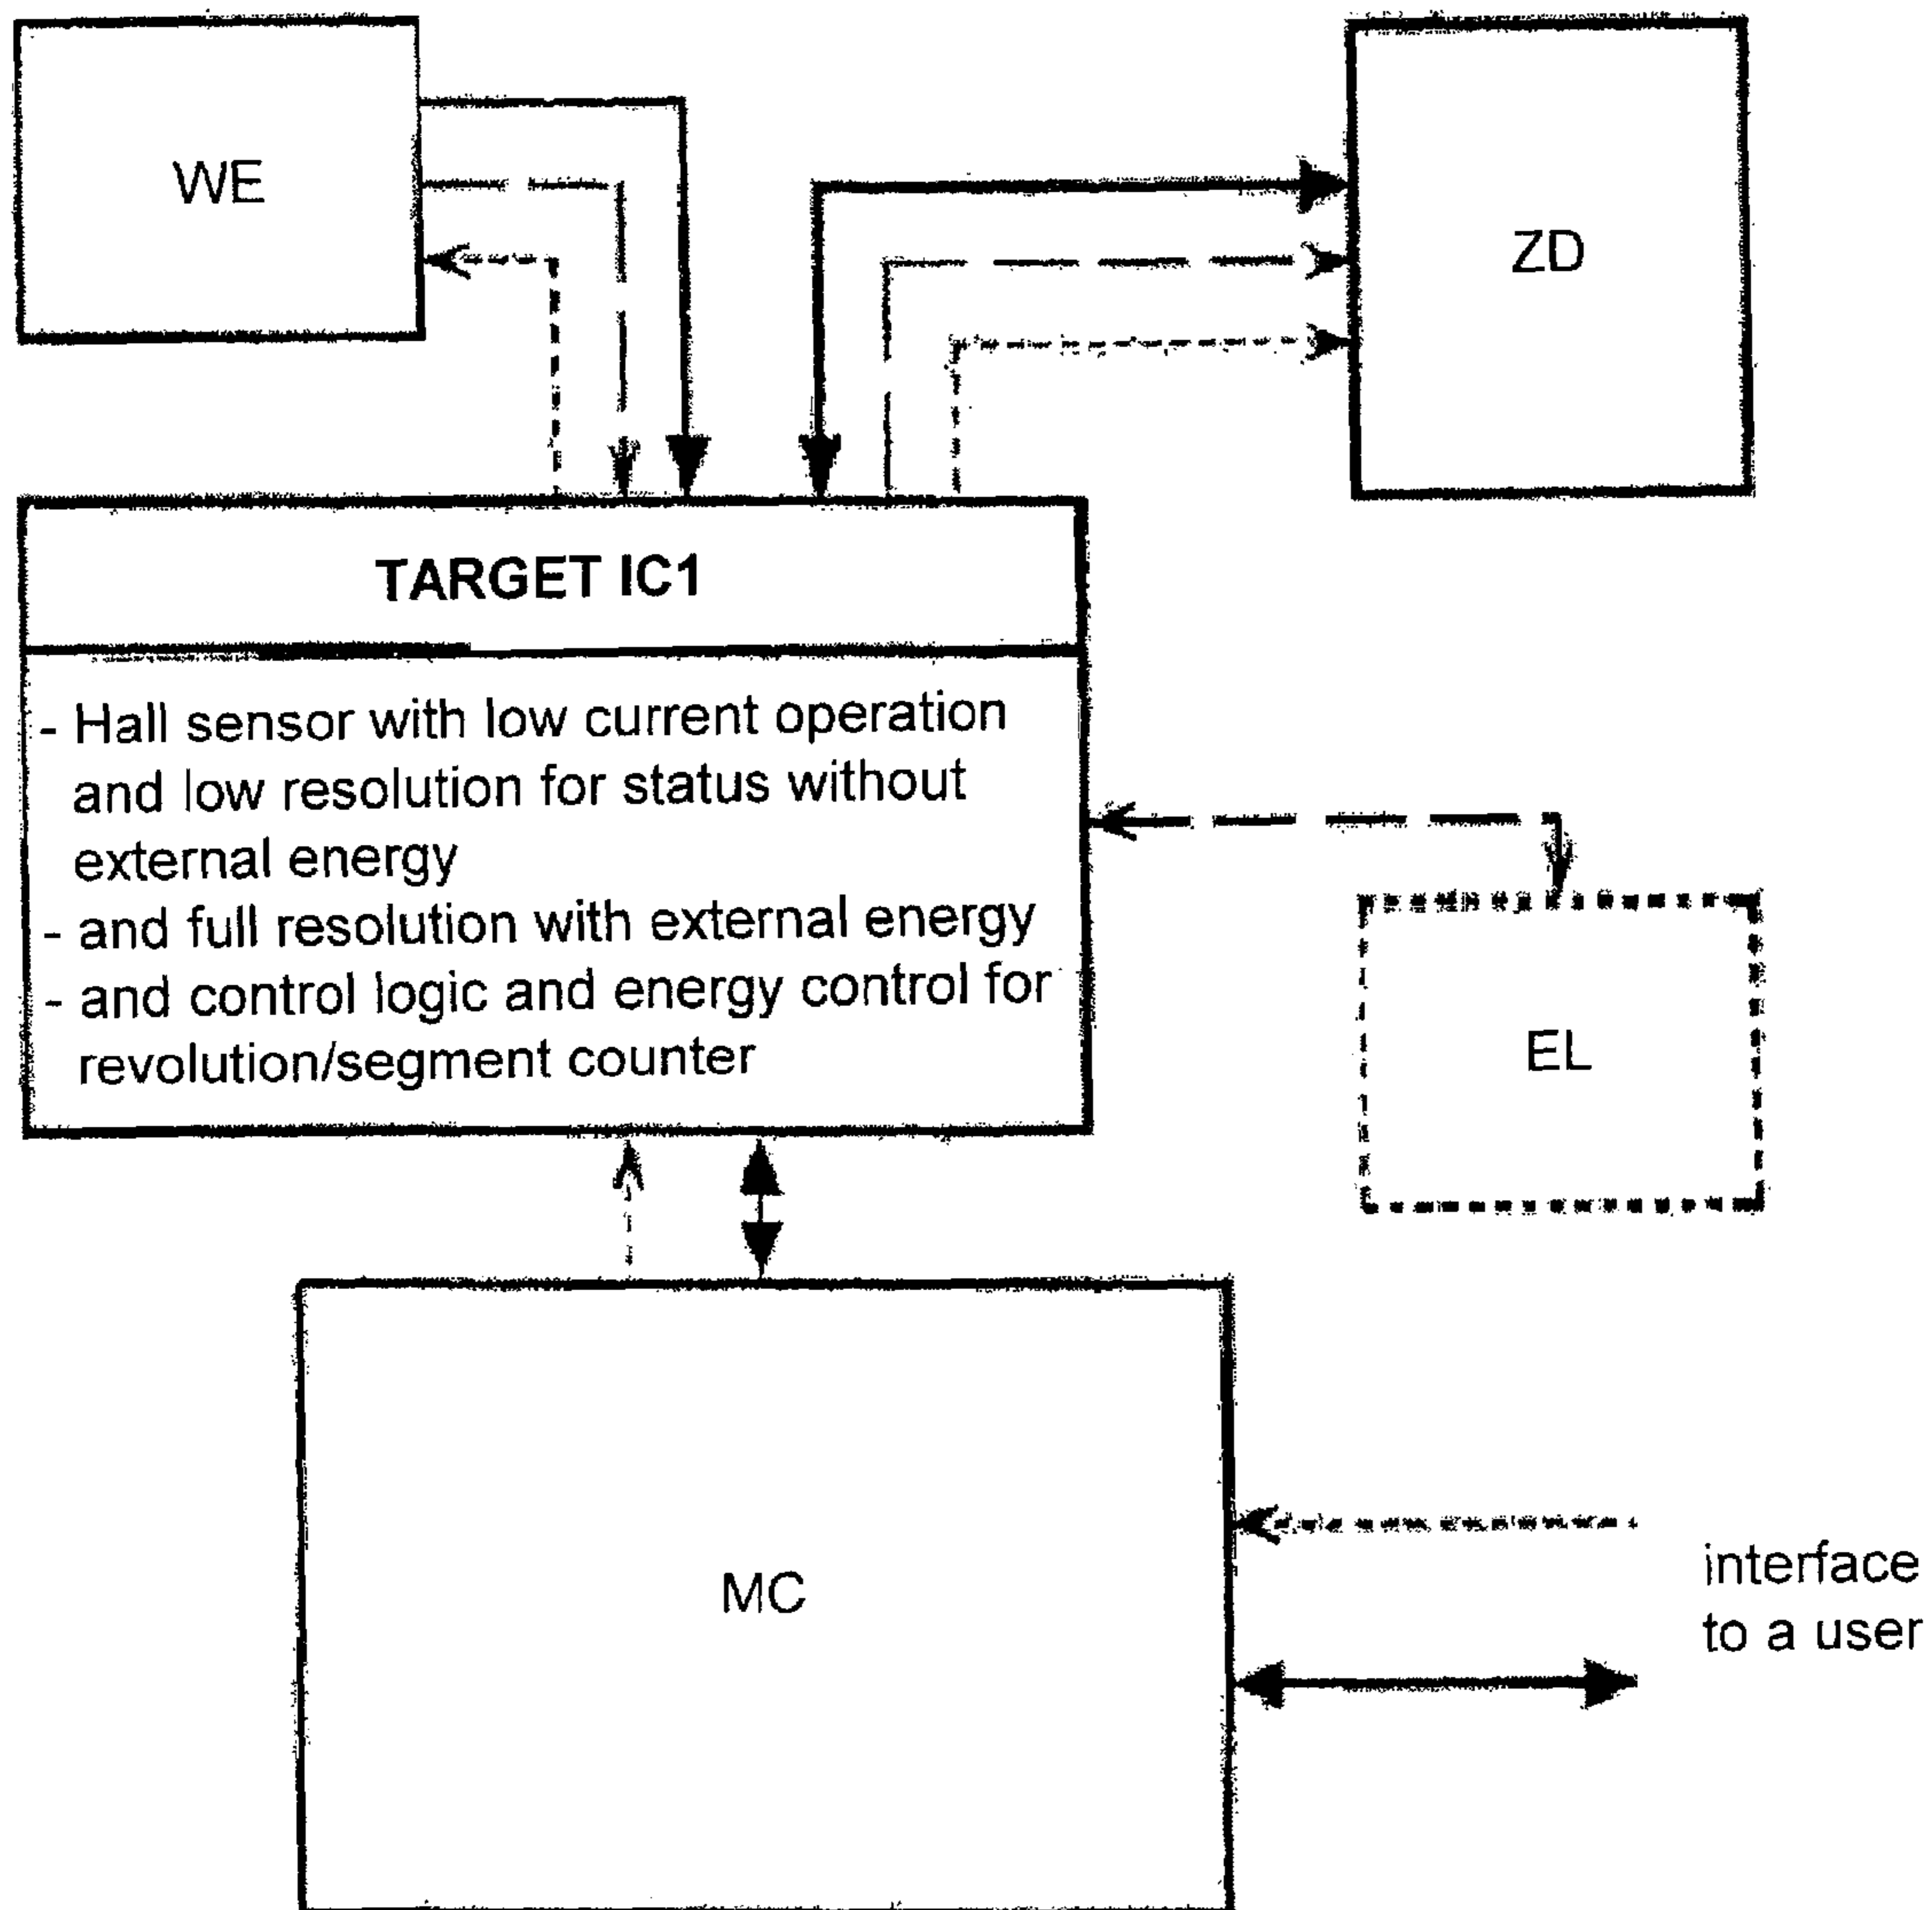 WE
ZD
TARGET IC1
- Hall sensor with low current operation
and low resolution for status without
external energy
- and full resolution with external energy
- and control logic and energy control for
revolution/segment counter
EL
MC
interface
to a user